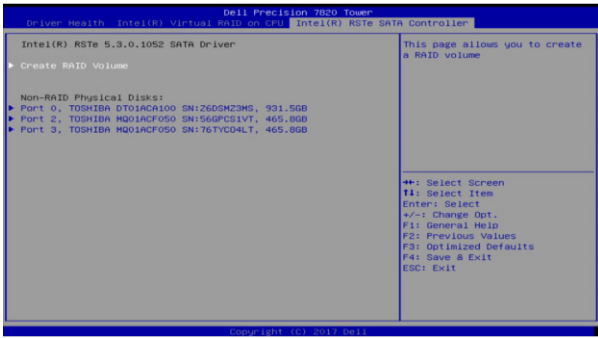 Dell Precision 7820 Tower
Driver Health Intel(R) Virtual RAID on CPU Intel(R) RSTe SATA Controller
Intel(R) RSTe 5.3.0.1052 SATA Driver
Create RAID Volume
Non-RAID Physical Disks:
Port 0, TOSHIBA DT01ACA100 SN:Z6DSMZ3MS, 931.5GB
Port 2, TOSHIBA MQ01ACF050 SN:56GPCS1VT, 465.8GB
Port 3, TOSHIBA MQ01ACF050 SN:76TYCO4LT, 465.8GB
This page allows you to create
a RAID volume
→←: Select Screen
↑↓: Select Item
Enter: Select
+/-: Change Opt.
F1: General Help
F2: Previous Values
F3: Optimized Defaults
F4: Save & Exit
ESC: Exit
Copyright (C) 2017 Dell